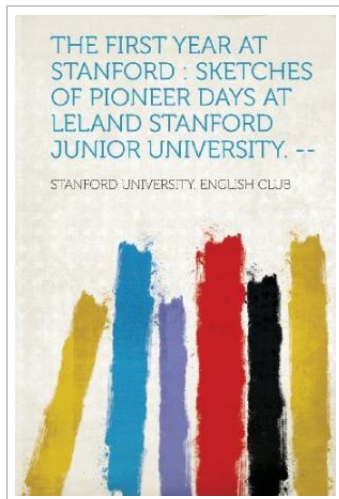 THE FIRST YEAR AT
STANFORD : SKETCHES
OF PIONEER DAYS AT
LELAND STANFORD
JUNIOR UNIVERSITY. --
STANFORD UNIVERSITY. ENGLISH CLUB